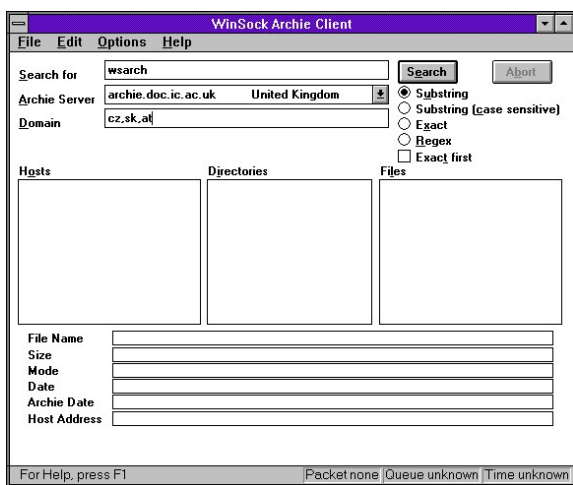 WinSock Archie Client
File Edit Options Help
Search for wsarch Search Abort
Archie Server archie.doc.ic.ac.uk United Kingdom
Domain cz,sk,at
Substring
Substring (case sensitive)
Exact
Regex
Exact first
Hosts Directories Files
File Name
Size
Mode
Date
Archie Date
Host Address
For Help, press F1 Packet none Queue unknown Time unknown